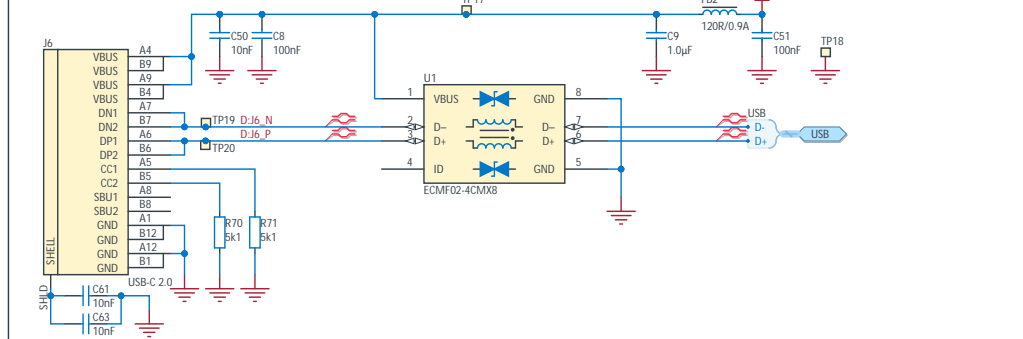 TP17
FB2
120R/0.9A
J6
C50
10nF
C8
100nF
C9
1.0µF
C51
100nF
TP18
VBUS A4
VBUS B9
VBUS A9
VBUS B4
DN1 A7
DN2 B7
DP1 A6
DP2 B6
CC1 A5
CC2 B5
SBU1 A8
SBU2 B8
GND A1
GND B12
GND A12
GND B1
SHELL
USB-C 2.0
SHLD
TP19
D:J6_N
D:J6_P
TP20
U1
1 VBUS GND 8
2 D– D– 7
3 D+ D+ 6
4 ID GND 5
ECMF02-4CMX8
USB
D-
D+
USB
R70
5k1
R71
5k1
C61
10nF
C63
10nF